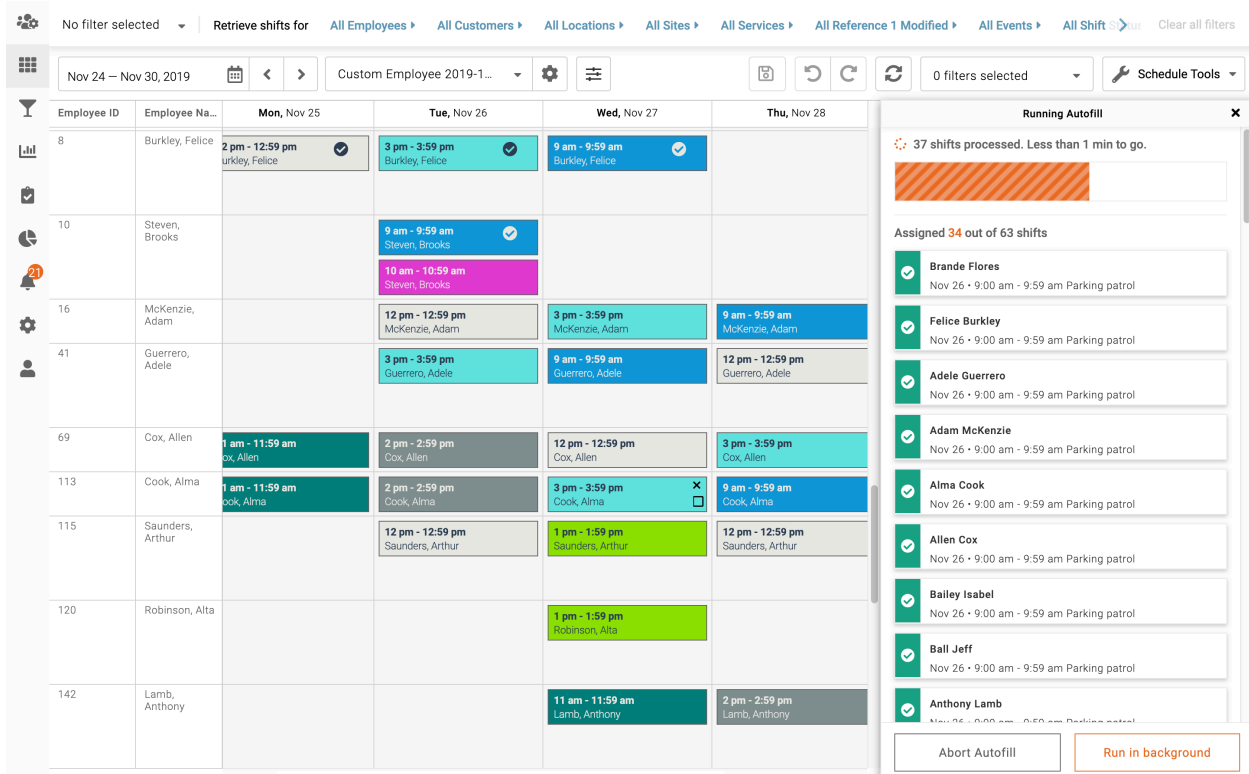 No filter selected
Retrieve shifts for
All Employees
All Customers
All Locations
All Sites
All Services
All Reference 1 Modified
All Events
All Shift Status
Clear all filters
Nov 24 — Nov 30, 2019
Custom Employee 2019-1...
0 filters selected
Schedule Tools
21
Employee ID
Employee Na...
Mon, Nov 25
Tue, Nov 26
Wed, Nov 27
Thu, Nov 28
8
Burkley, Felice
2 pm - 12:59 pm
urkley, Felice
3 pm - 3:59 pm
Burkley, Felice
9 am - 9:59 am
Burkley, Felice
10
Steven,
Brooks
9 am - 9:59 am
Steven, Brooks
10 am - 10:59 am
Steven, Brooks
16
McKenzie,
Adam
12 pm - 12:59 pm
McKenzie, Adam
3 pm - 3:59 pm
McKenzie, Adam
9 am - 9:59 am
McKenzie, Adam
41
Guerrero,
Adele
3 pm - 3:59 pm
Guerrero, Adele
9 am - 9:59 am
Guerrero, Adele
12 pm - 12:59 pm
Guerrero, Adele
69
Cox, Allen
1 am - 11:59 am
ox, Allen
2 pm - 2:59 pm
Cox, Allen
12 pm - 12:59 pm
Cox, Allen
3 pm - 3:59 pm
Cox, Allen
113
Cook, Alma
1 am - 11:59 am
ook, Alma
2 pm - 2:59 pm
Cook, Alma
3 pm - 3:59 pm
Cook, Alma
9 am - 9:59 am
Cook, Alma
115
Saunders,
Arthur
12 pm - 12:59 pm
Saunders, Arthur
1 pm - 1:59 pm
Saunders, Arthur
12 pm - 12:59 pm
Saunders, Arthur
120
Robinson, Alta
1 pm - 1:59 pm
Robinson, Alta
142
Lamb,
Anthony
11 am - 11:59 am
Lamb, Anthony
2 pm - 2:59 pm
Lamb, Anthony
Running Autofill
37 shifts processed. Less than 1 min to go.
Assigned 34 out of 63 shifts
Brande Flores
Nov 26 • 9:00 am - 9:59 am Parking patrol
Felice Burkley
Nov 26 • 9:00 am - 9:59 am Parking patrol
Adele Guerrero
Nov 26 • 9:00 am - 9:59 am Parking patrol
Adam McKenzie
Nov 26 • 9:00 am - 9:59 am Parking patrol
Alma Cook
Nov 26 • 9:00 am - 9:59 am Parking patrol
Allen Cox
Nov 26 • 9:00 am - 9:59 am Parking patrol
Bailey Isabel
Nov 26 • 9:00 am - 9:59 am Parking patrol
Ball Jeff
Nov 26 • 9:00 am - 9:59 am Parking patrol
Anthony Lamb
Nov 26 • 9:00 am - 9:59 am Parking patrol
Abort Autofill
Run in background